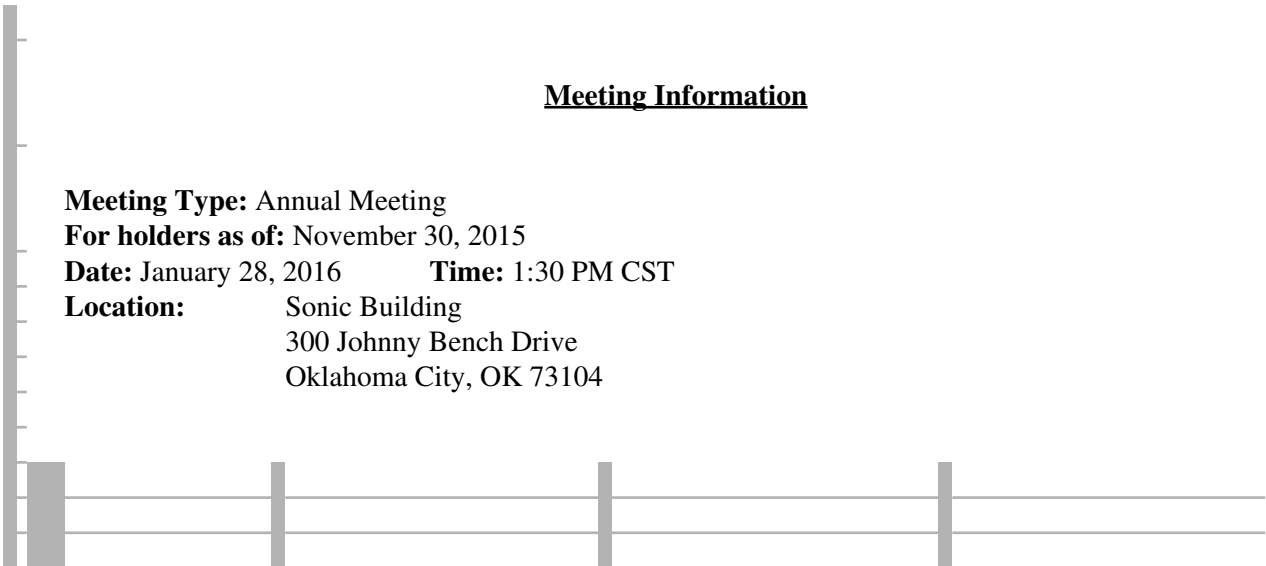 Meeting Information
Meeting Type: Annual Meeting
For holders as of: November 30, 2015
Date: January 28, 2016 Time: 1:30 PM CST
Location: Sonic Building
300 Johnny Bench Drive
Oklahoma City, OK 73104